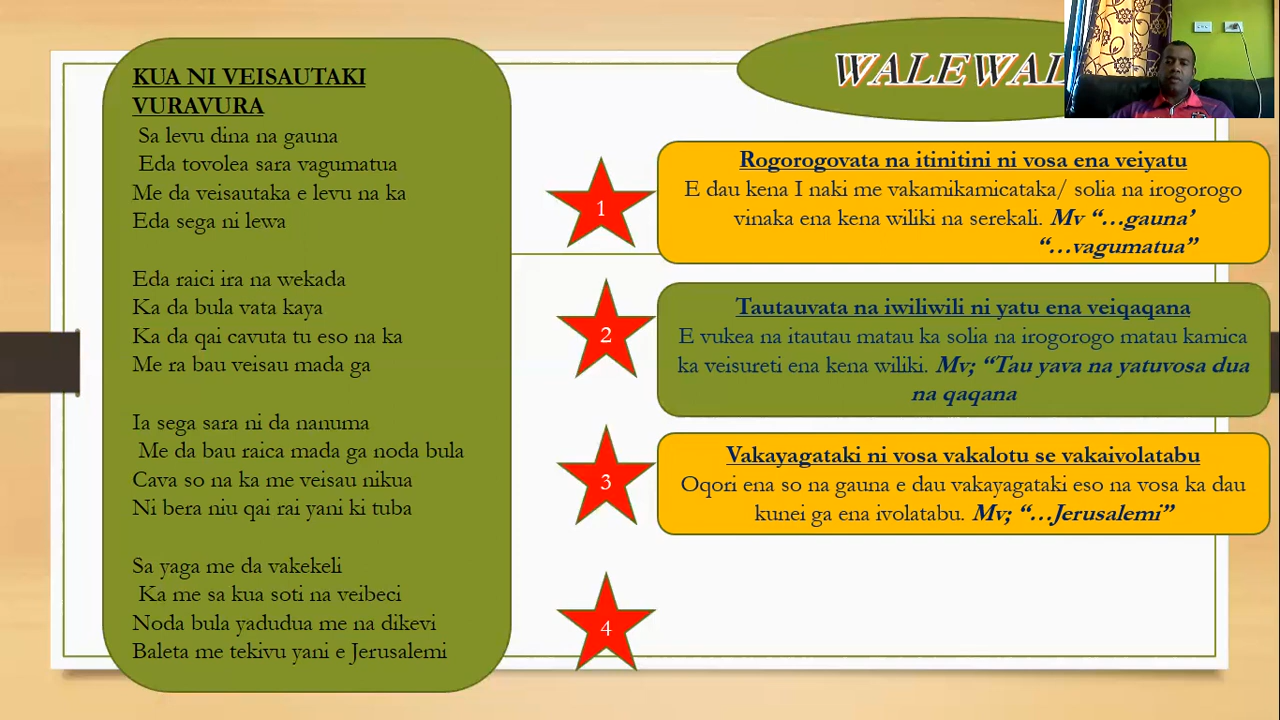 KUA NI VEISAUTAKI
VURAVURA
Sa levu dina na gauna
Eda tovolea sara vagumatua
Me da veisautaka e levu na ka
Eda sega ni lewa
Eda raici ira na wekada
Ka da bula vata kaya
Ka da qai cavuta tu eso na ka
Me ra bau veisau mada ga
Ia sega sara ni da nanuma
Me da bau raica mada ga noda bula
Cava so na ka me veisau nikua
Ni bera niu qai rai yani ki tuba
Sa yaga me da vakekeli
Ka me sa kua soti na veibeci
Noda bula yadudua me na dikevi
Baleta me tekivu yani e Jerusalemi
1
Rogorogovata na itinitini ni vosa ena veiyatu
E dau kena I naki me vakamikamicataka/ solia na irogorogo
vinaka ena kena wiliki na serekali. Mv “…gauna’
“…vagumatua”
2
Tautauvata na iwiliwili ni yatu ena veiqaqana
E vukea na itautau matau ka solia na irogorogo matau kamica
ka veisureti ena kena wiliki. Mv; “Tau yava na yatuvosa dua
na qaqana
3
Vakayagataki ni vosa vakalotu se vakaivolatabu
Oqori ena so na gauna e dau vakayagataki eso na vosa ka dau
kunei ga ena ivolatabu. Mv; “…Jerusalemi”
4